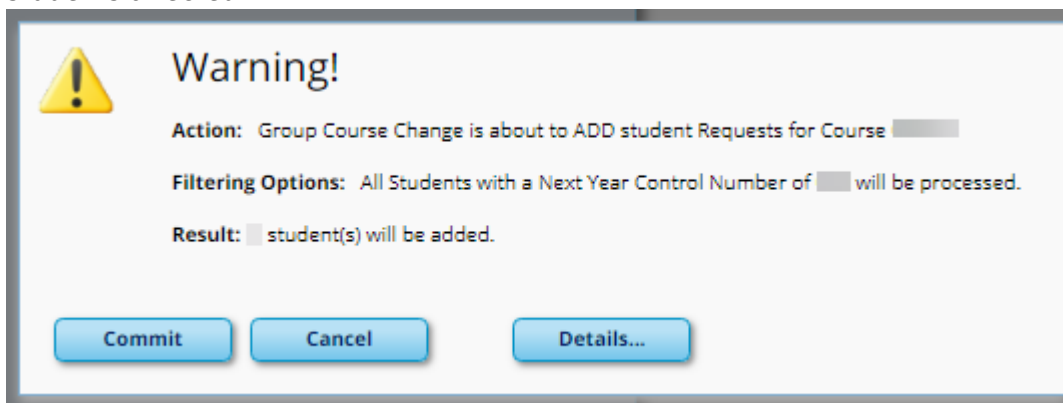 Warning!
Action: Group Course Change is about to ADD student Requests for Course
Filtering Options: All Students with a Next Year Control Number of will be processed.
Result: student(s) will be added.
Commit Cancel Details...